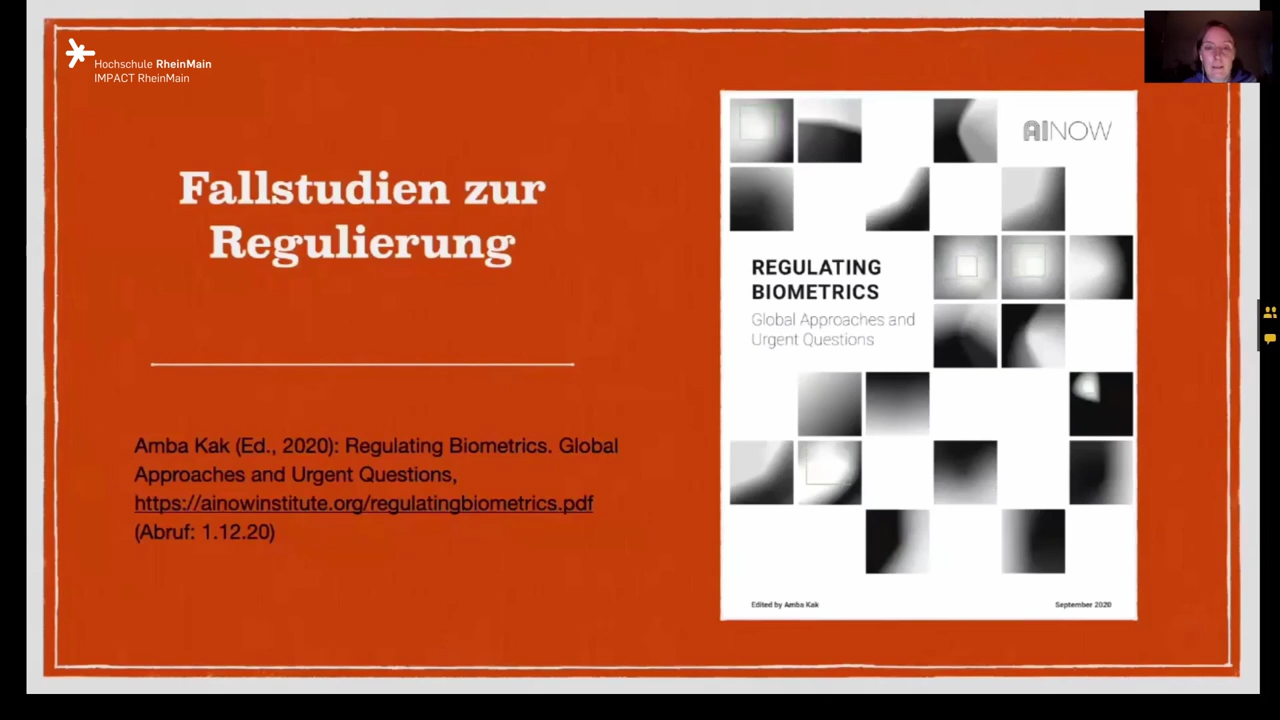 Hochschule RheinMain
IMPACT RheinMain
Fallstudien zur
Regulierung
Amba Kak (Ed., 2020): Regulating Biometrics. Global
Approaches and Urgent Questions,
https://ainowinstitute.org/regulatingbiometrics.pdf
(Abruf: 1.12.20)
AINOW
REGULATING
BIOMETRICS
Global Approaches and
Urgent Questions
Edited by Amba Kak
September 2020